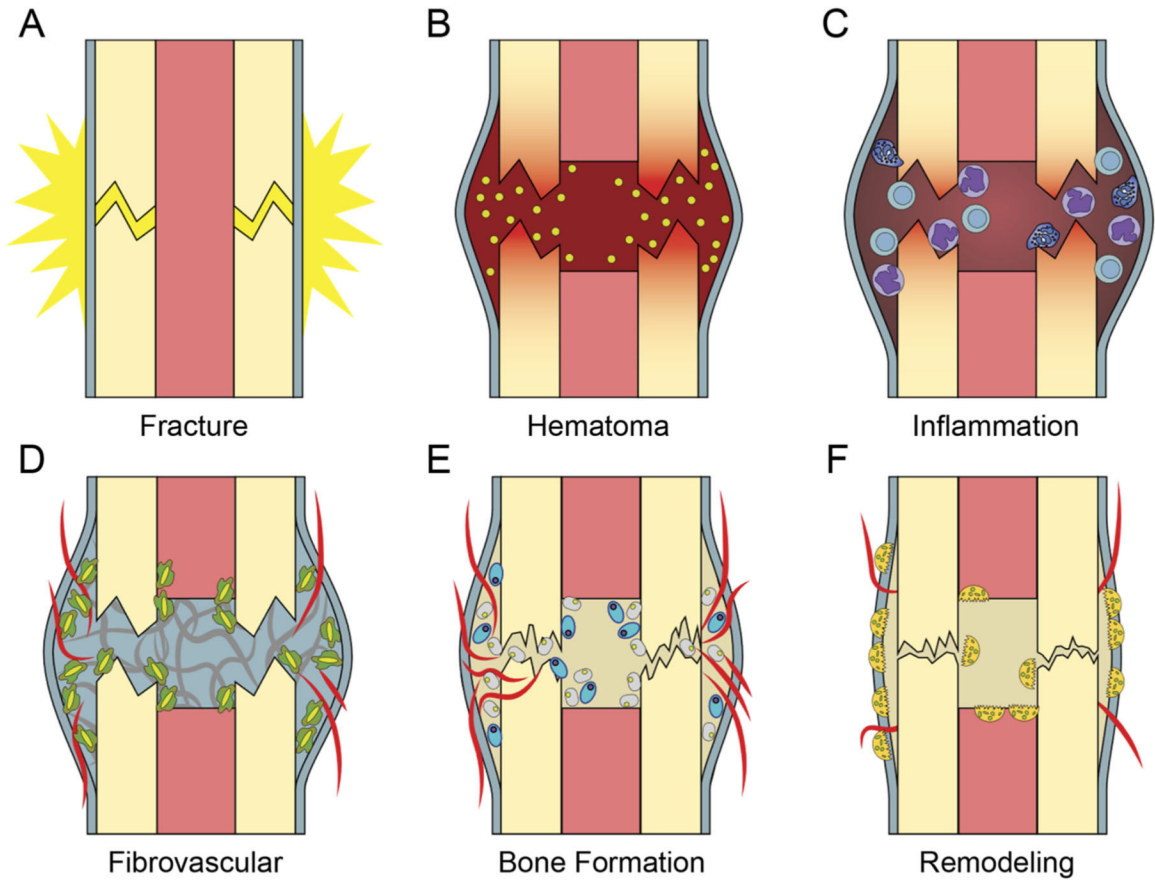 A
B
C
Fracture
Hematoma
Inflammation
D
E
F
Fibrovascular
Bone Formation
Remodeling